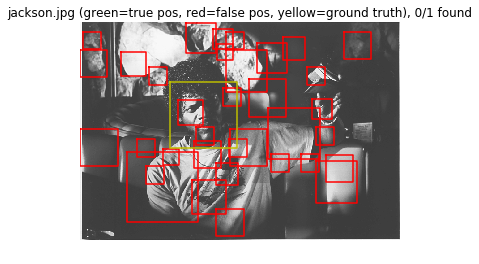 jackson.jpg (green=true pos, red=false pos, yellow=ground truth), 0/1 found